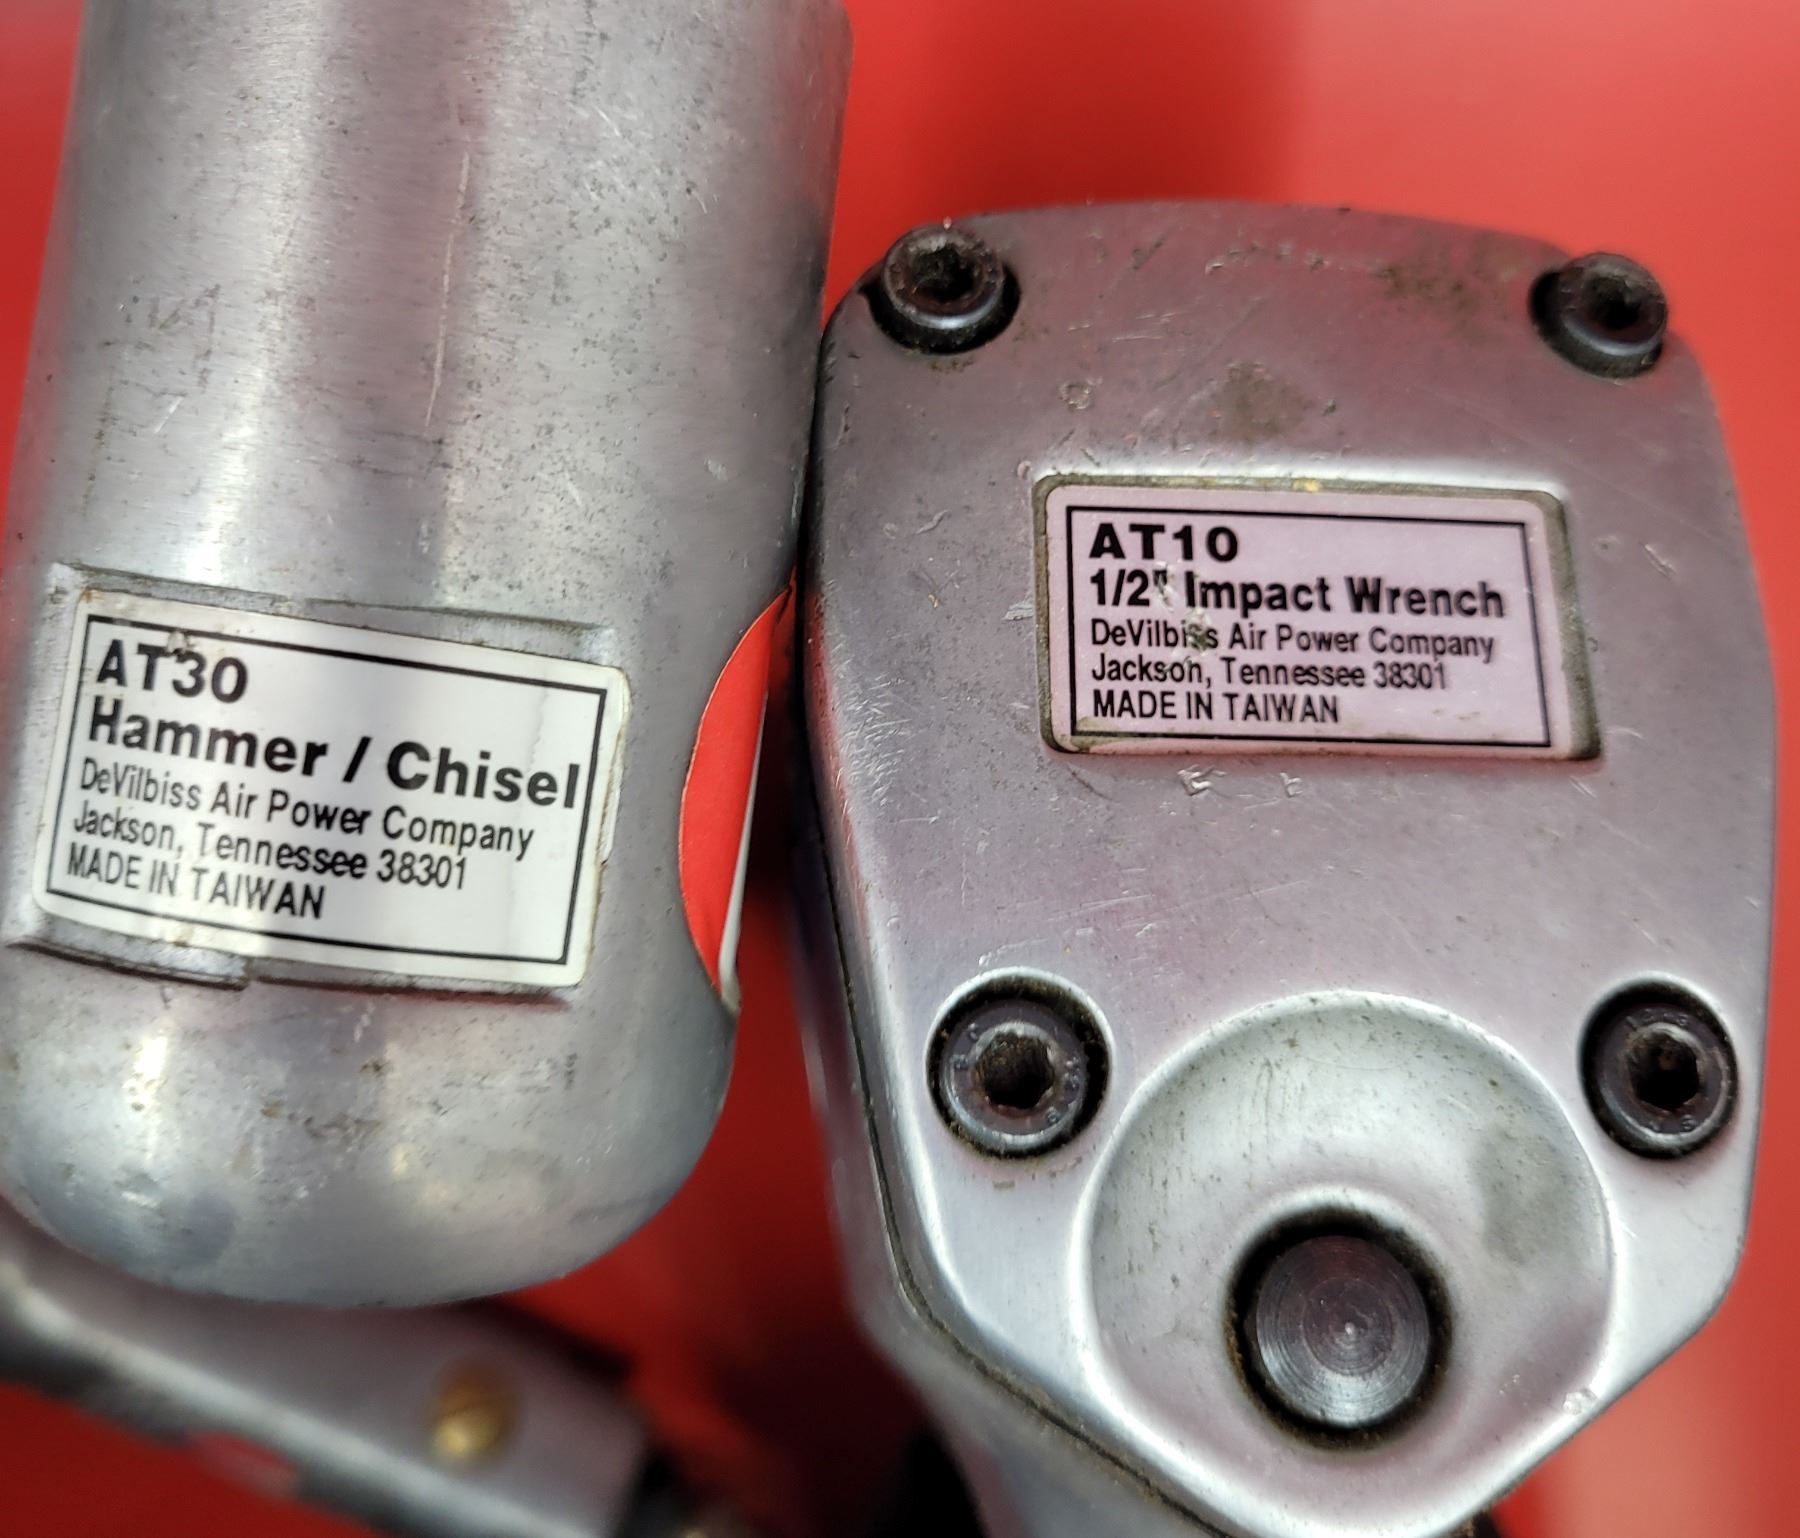 AT30
Hammer / Chisel
DeVilbiss Air Power Company
Jackson, Tennessee 38301
MADE IN TAIWAN
AT10
1/2" Impact Wrench
DeVilbiss Air Power Company
Jackson, Tennessee 38301
MADE IN TAIWAN